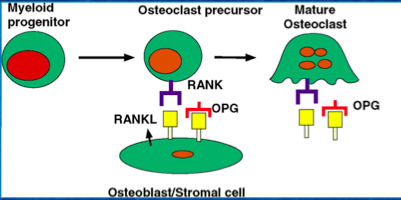 Myeloid
progenitor
Osteoclast precursor
Mature
Osteoclast
RANK
RANKL
OPG
OPG
Osteoblast/Stromal cell